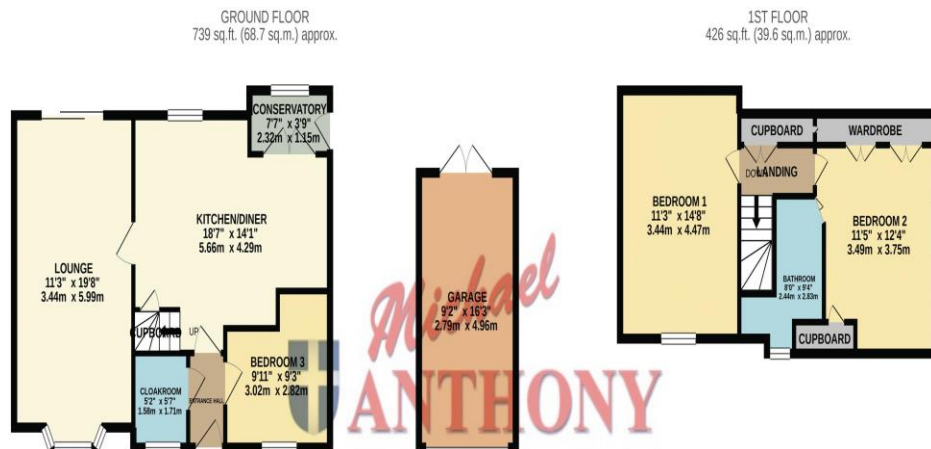 GROUND FLOOR
739 sq.ft. (68.7 sq.m.) approx.
1ST FLOOR
426 sq.ft. (39.6 sq.m.) approx.
CONSERVATORY
7'7" x 3'9"
2.32m x 1.15m
KITCHEN/DINER
18'7" x 14'1"
5.66m x 4.29m
LOUNGE
11'3" x 19'8"
3.44m x 5.99m
CUPBOARD
UP
BEDROOM 3
9'11" x 9'3"
3.02m x 2.82m
CLOAKROOM
5'2" x 5'7"
1.58m x 1.71m
ENTRANCE HALL
GARAGE
9'2" x 16'3"
2.79m x 4.96m
Michael
ANTHONY
BEDROOM 1
11'3" x 14'8"
3.44m x 4.47m
CUPBOARD
WARDROBE
DOWN
LANDING
BEDROOM 2
11'5" x 12'4"
3.49m x 3.75m
BATHROOM
8'0" x 9'4"
2.44m x 2.83m
CUPBOARD